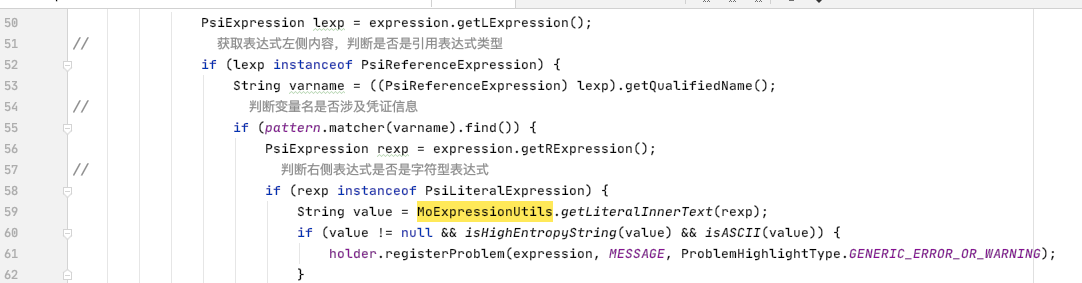 50 PsiExpression lexp = expression.getLExpression();
51 // 获取表达式左侧内容，判断是否是引用表达式类型
52 if (lexp instanceof PsiReferenceExpression) {
53 String varname = ((PsiReferenceExpression) lexp).getQualifiedName();
54 // 判断变量名是否涉及凭证信息
55 if (pattern.matcher(varname).find()) {
56 PsiExpression rexp = expression.getRExpression();
57 // 判断右侧表达式是否是字符型表达式
58 if (rexp instanceof PsiLiteralExpression) {
59 String value = MoExpressionUtils.getLiteralInnerText(rexp);
60 if (value != null && isHighEntropyString(value) && isASCII(value)) {
61 holder.registerProblem(expression, MESSAGE, ProblemHighlightType.GENERIC_ERROR_OR_WARNING);
62 }